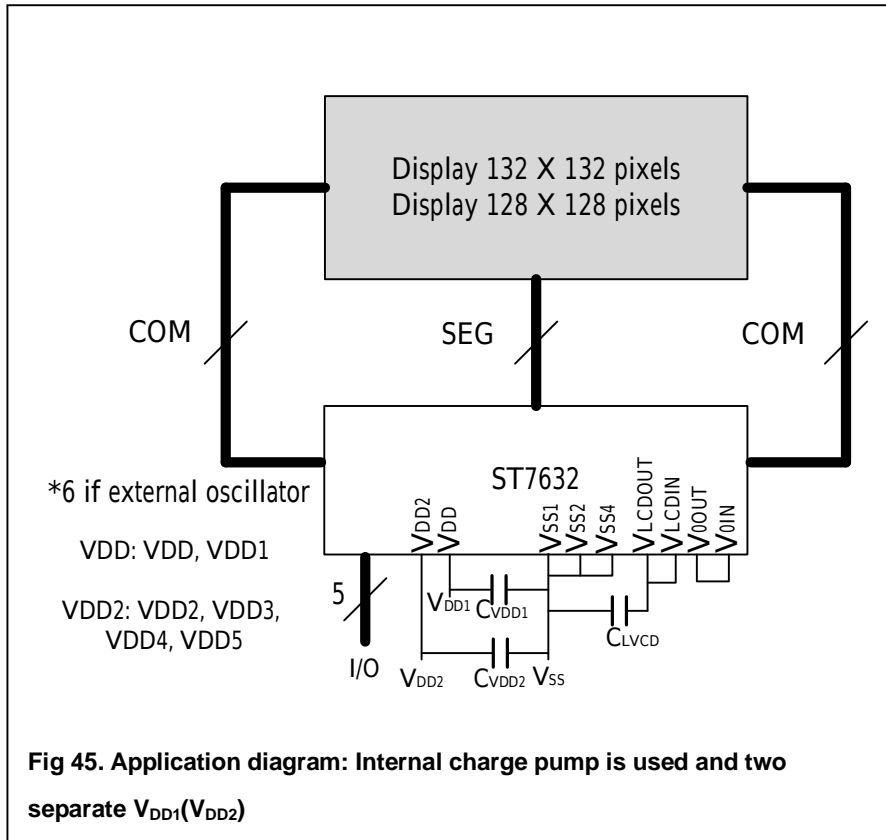 Display 132 X 132 pixels
Display 128 X 128 pixels
COM
SEG
COM
ST7632
*6 if external oscillator
VDD: VDD, VDD1
VDD2: VDD2, VDD3,
VDD4, VDD5
VDD2
VDD
VSS1
VSS2
VSS4
VLCDOUT
VLCDIN
V0OUT
V0IN
5
I/O
VDD1
CVDD1
CLVCD
VDD2
CVDD2
VSS
Fig 45. Application diagram: Internal charge pump is used and two
separate VDD1(VDD2)